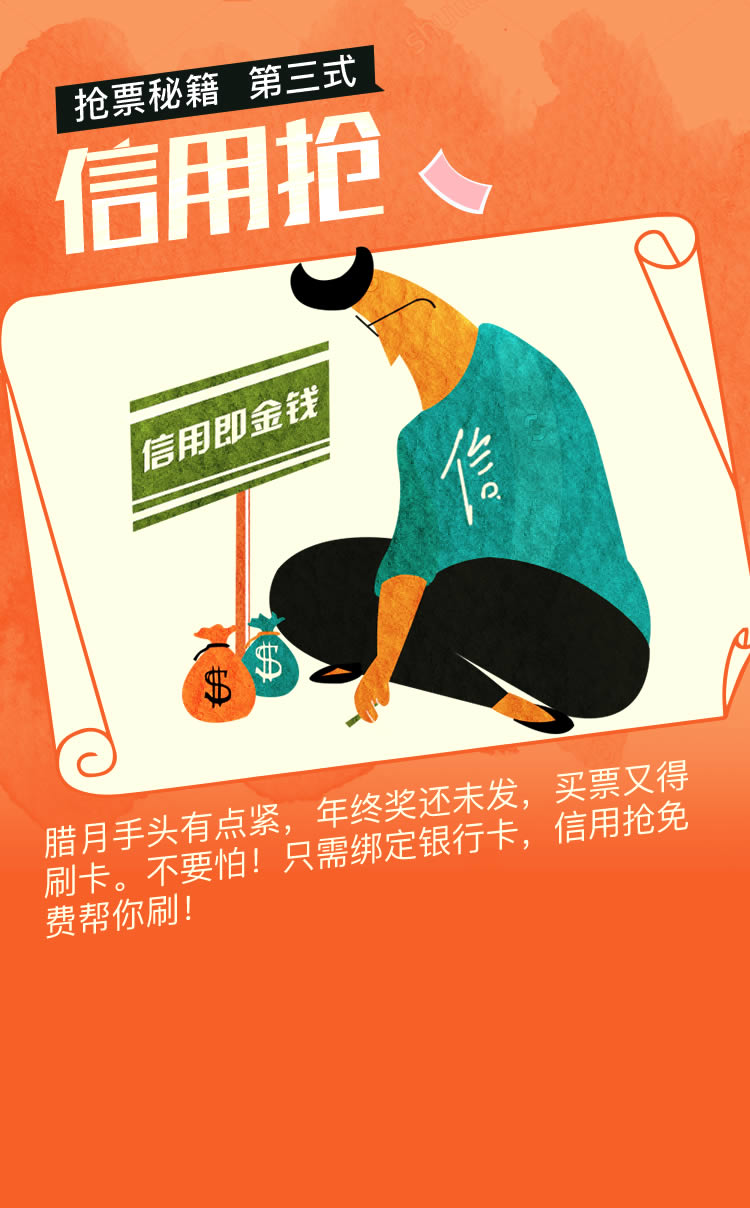 抢票秘籍 第三式
信用抢
信用即金钱
信
$
$
腊月手头有点紧，年终奖还未发，买票又得
刷卡。不要怕！只需绑定银行卡，信用抢免
费帮你刷！